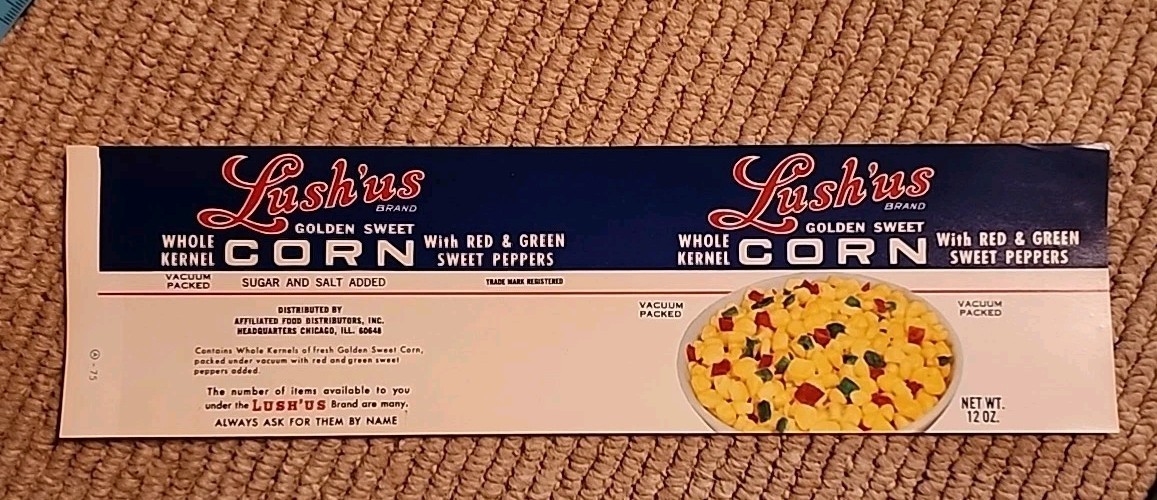 Lush'us
BRAND
GOLDEN SWEET
WHOLE KERNEL CORN With RED & GREEN SWEET PEPPERS
VACUUM PACKED
SUGAR AND SALT ADDED
TRADE MARK REGISTERED
DISTRIBUTED BY
AFFILIATED FOOD DISTRIBUTORS, INC.
HEADQUARTERS CHICAGO, ILL. 60648
Contains Whole Kernels of fresh Golden Sweet Corn,
packed under vacuum with red and green sweet
peppers added.
The number of items available to you
under the LUSH'US Brand are many,
ALWAYS ASK FOR THEM BY NAME
A-75
Lush'us
BRAND
GOLDEN SWEET
WHOLE KERNEL CORN With RED & GREEN SWEET PEPPERS
VACUUM PACKED
VACUUM PACKED
NET WT.
12 OZ.